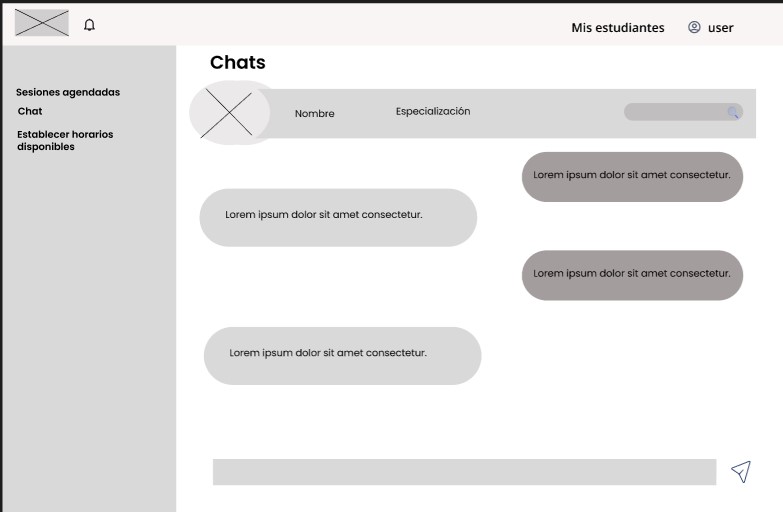 Mis estudiantes
user
Sesiones agendadas
Chat
Establecer horarios
disponibles
Chats
Nombre
Especialización
Lorem ipsum dolor sit amet consectetur.
Lorem ipsum dolor sit amet consectetur.
Lorem ipsum dolor sit amet consectetur.
Lorem ipsum dolor sit amet consectetur.